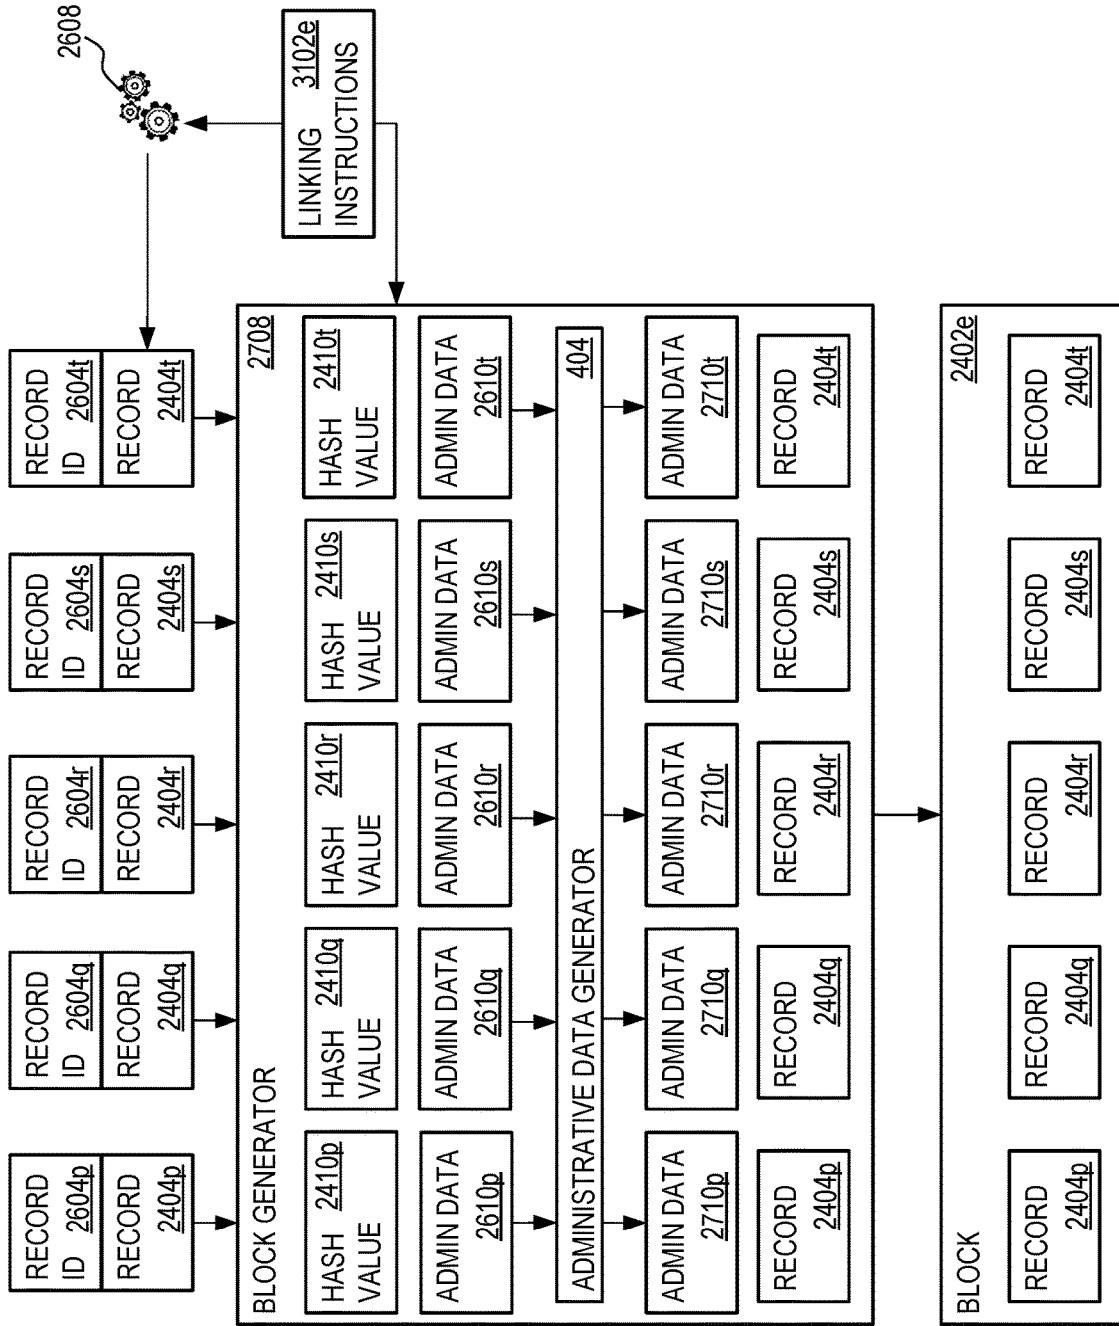 RECORD
ID 2604p
RECORD
2404p
RECORD
ID 2604q
RECORD
2404q
RECORD
ID 2604r
RECORD
2404r
RECORD
ID 2604s
RECORD
2404s
RECORD
ID 2604t
RECORD
2404t
2608
LINKING 3102e
INSTRUCTIONS
BLOCK GENERATOR 2708
HASH 2410p
VALUE
HASH 2410q
VALUE
HASH 2410r
VALUE
HASH 2410s
VALUE
HASH 2410t
VALUE
ADMIN DATA
2610p
ADMIN DATA
2610q
ADMIN DATA
2610r
ADMIN DATA
2610s
ADMIN DATA
2610t
ADMINISTRATIVE DATA GENERATOR 404
ADMIN DATA
2710p
ADMIN DATA
2710q
ADMIN DATA
2710r
ADMIN DATA
2710s
ADMIN DATA
2710t
RECORD
2404p
RECORD
2404q
RECORD
2404r
RECORD
2404s
RECORD
2404t
BLOCK 2402e
RECORD
2404p
RECORD
2404q
RECORD
2404r
RECORD
2404s
RECORD
2404t